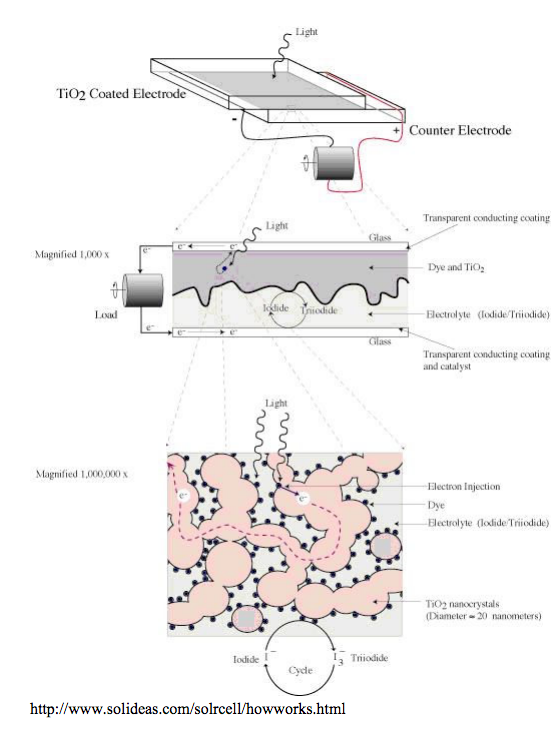 Light
TiO2 Coated Electrode
-
+ Counter Electrode
Transparent conducting coating
Light
Glass
Magnified 1,000 x
e- e- e-
Dye and TiO2
Load
Iodide Triiodide
Electrolyte (Iodide/Triiodide)
e- e- e-
Glass
Transparent conducting coating
and catalyst
Light
Magnified 1,000,000 x
Electron Injection
e- e-
Dye
Electrolyte (Iodide/Triiodide)
TiO2 nanocrystals
(Diameter ≈ 20 nanometers)
Iodide I- I3- Triiodide
Cycle
http://www.solideas.com/solrcell/howworks.html